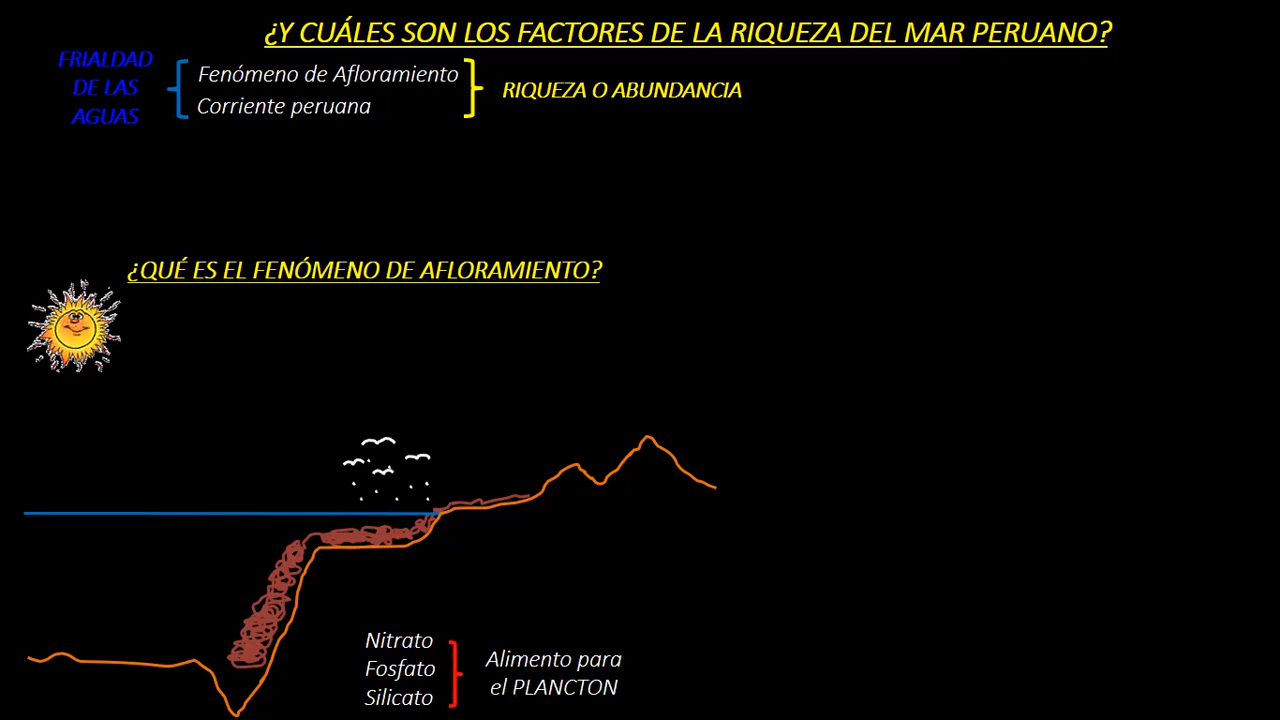 ¿Y CUÁLES SON LOS FACTORES DE LA RIQUEZA DEL MAR PERUANO?
FRIALDAD
DE LAS
AGUAS
Fenómeno de Afloramiento
Corriente peruana
RIQUEZA O ABUNDANCIA
¿QUÉ ES EL FENÓMENO DE AFLORAMIENTO?
Nitrato
Fosfato
Silicato
Alimento para
el PLANCTON